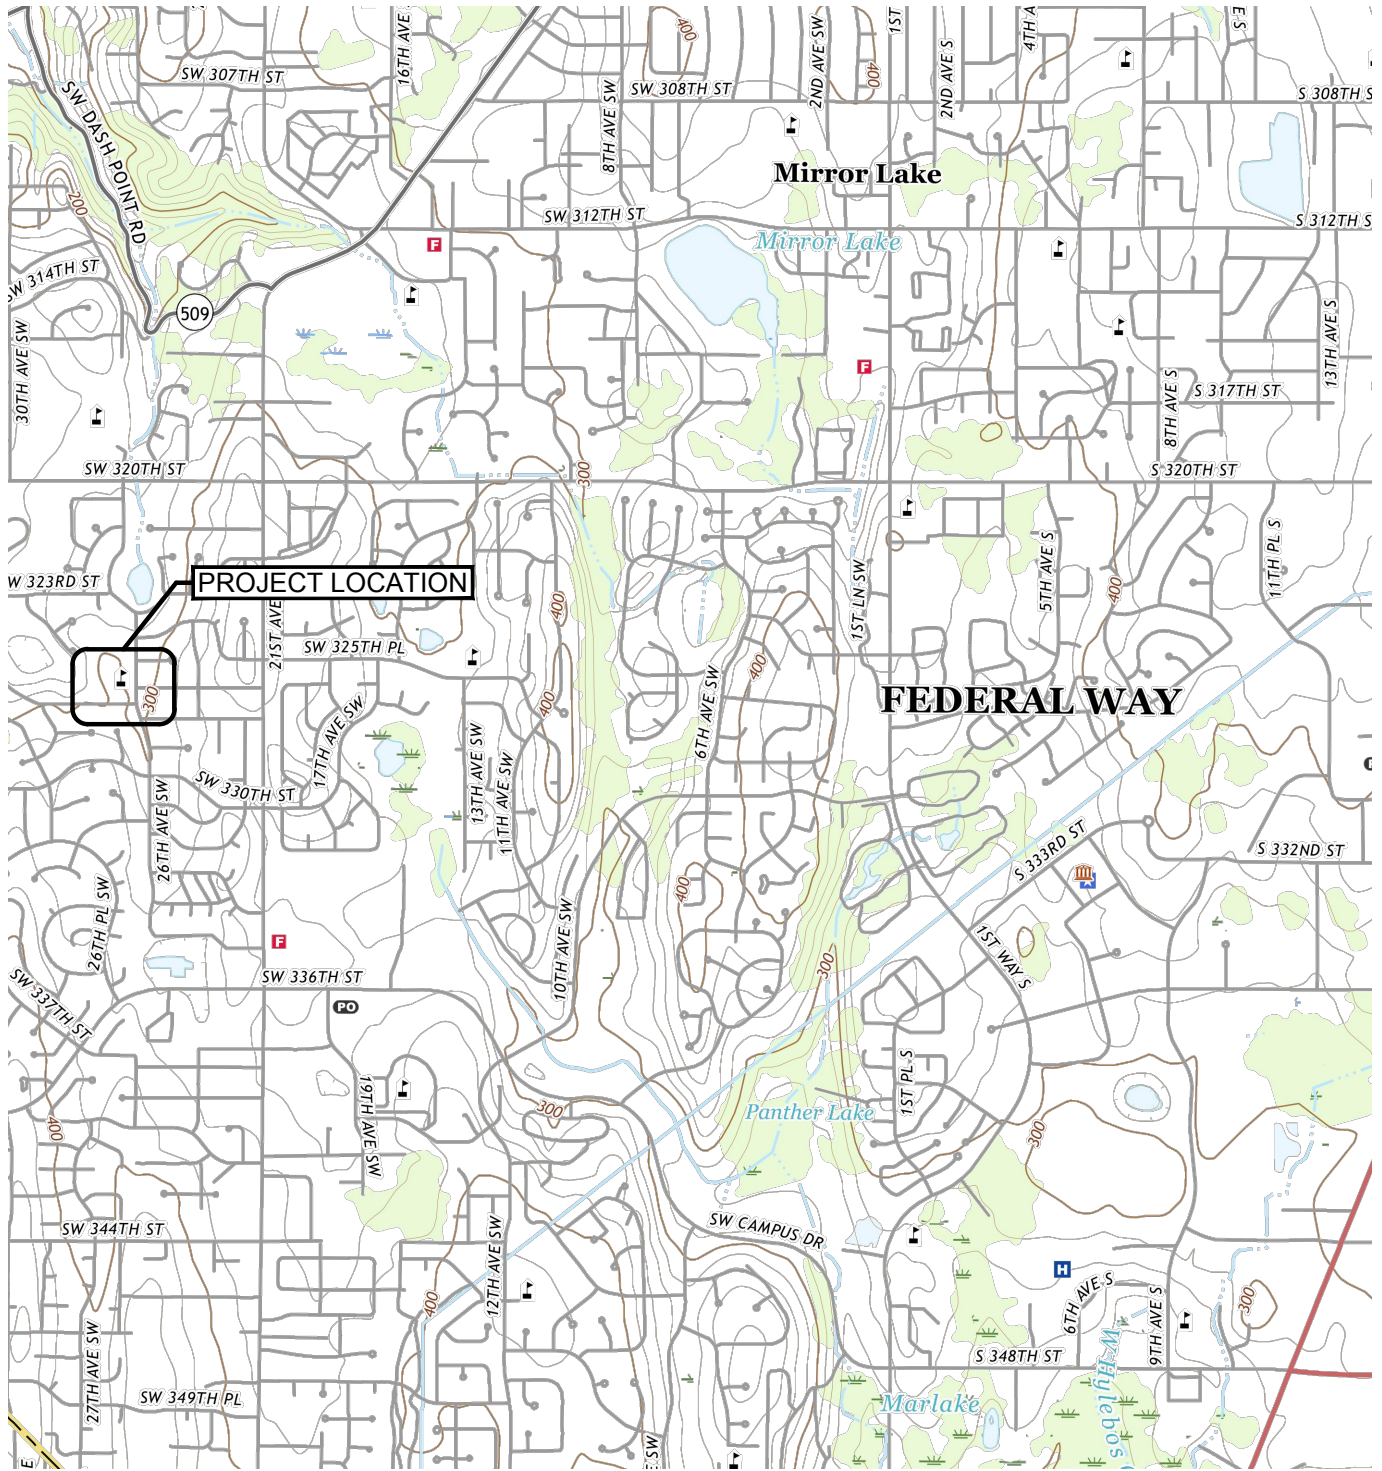 16TH AVE
400
2ND AVE SW
1ST
2ND AVE S
4TH A
S E
SW 307TH ST
SW 308TH ST
400
S 308TH S
SW DASH POINT RD
8TH AVE SW
Mirror Lake
200
SW 312TH ST
S 312TH S
F
Mirror Lake
SW 314TH ST
509
30TH AVE SW
F
13TH AVE S
8TH AVE S
S 317TH ST
SW 320TH ST
300
S 320TH ST
W 323RD ST
PROJECT LOCATION
400
1ST LN SW
5TH AVE S
400
11TH PL S
21ST AVE
SW 325TH PL
400
300
400
6TH AVE SW
FEDERAL WAY
17TH AVE SW
SW 330TH ST
13TH AVE SW
11TH AVE SW
26TH AVE SW
S 333RD ST
S 332ND ST
400
26TH PL SW
10TH AVE SW
F
1ST WAY S
300
SW 336TH ST
SW 337TH ST
PO
1ST PL S
19TH AVE SW
300
Panther Lake
400
300
SW 344TH ST
SW CAMPUS DR
12TH AVE SW
H
400
6TH AVE S
9TH AVE S
300
27TH AVE SW
S 348TH ST
W Hylebos
SW 349TH PL
Marlake
E SW
E